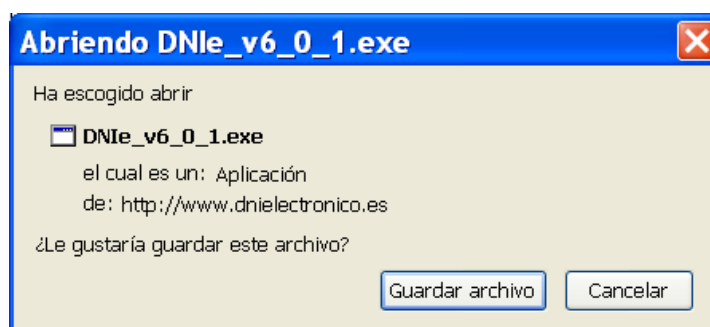 Abriendo DNIe_v6_0_1.exe
Ha escogido abrir
DNIe_v6_0_1.exe
el cual es un: Aplicación
de: http://www.dnielectronico.es
¿Le gustaría guardar este archivo?
Guardar archivo Cancelar